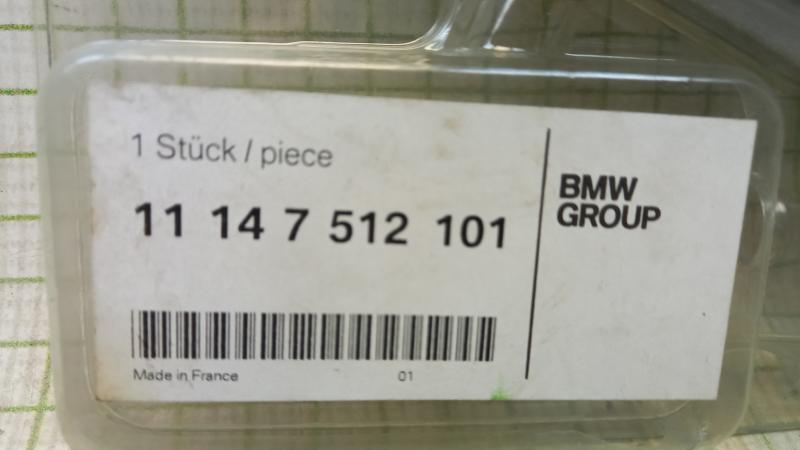 1 Stück / piece
11 14 7 512 101
Made in France 01
BMW
GROUP